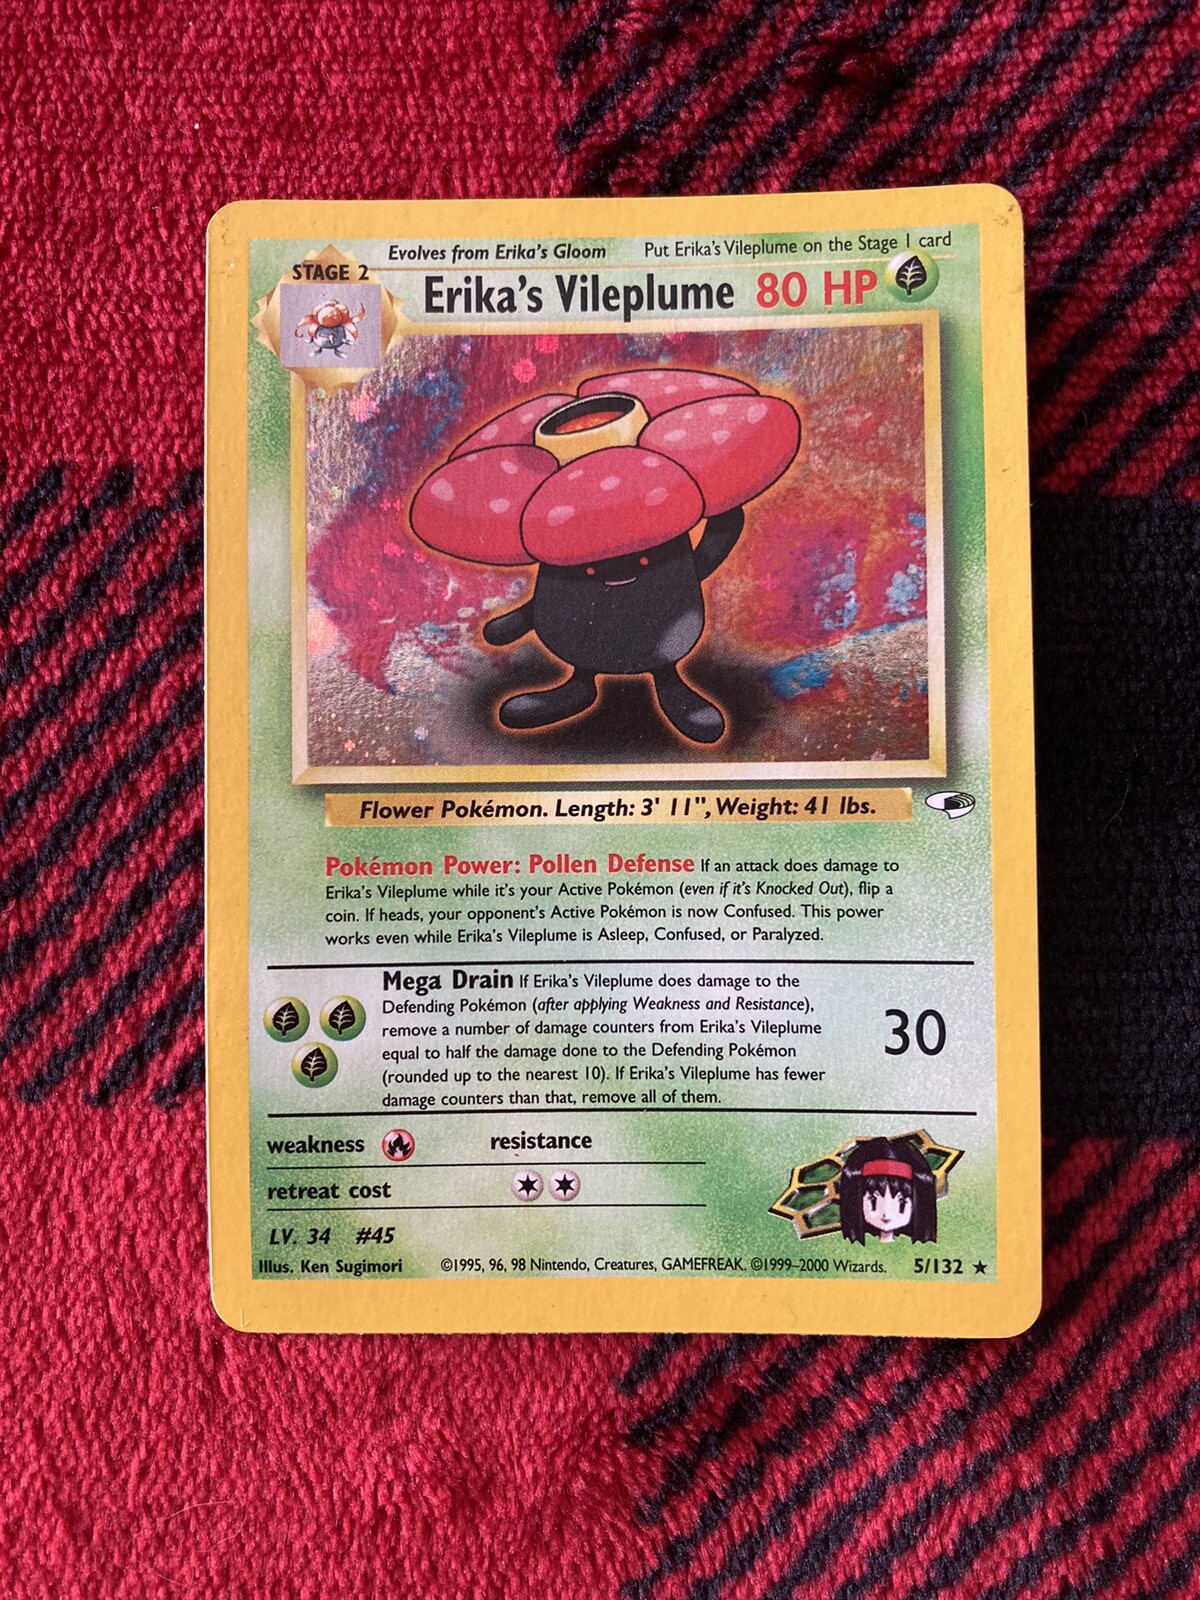 Evolves from Erika's Gloom
Put Erika's Vileplume on the Stage 1 card
STAGE 2
Erika's Vileplume 80 HP
Flower Pokémon. Length: 3' 11", Weight: 41 lbs.
Pokémon Power: Pollen Defense If an attack does damage to
Erika's Vileplume while it's your Active Pokémon (even if it's Knocked Out), flip a
coin. If heads, your opponent's Active Pokémon is now Confused. This power
works even while Erika's Vileplume is Asleep, Confused, or Paralyzed.
Mega Drain If Erika's Vileplume does damage to the
Defending Pokémon (after applying Weakness and Resistance),
remove a number of damage counters from Erika's Vileplume
equal to half the damage done to the Defending Pokémon
(rounded up to the nearest 10). If Erika's Vileplume has fewer
damage counters than that, remove all of them.
30
weakness
resistance
retreat cost
LV. 34 #45
Illus. Ken Sugimori
©1995, 96, 98 Nintendo, Creatures, GAMEFREAK. ©1999–2000 Wizards.
5/132 ★